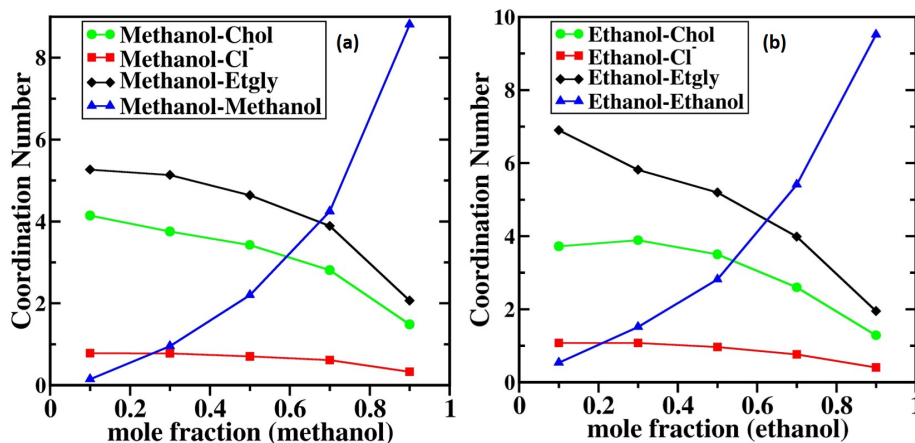 (a)
Methanol-Chol
Methanol-Cl⁻
Methanol-Etgly
Methanol-Methanol
Coordination Number
8
6
4
2
0
0 0.2 0.4 0.6 0.8 1
mole fraction (methanol)
(b)
Ethanol-Chol
Ethanol-Cl⁻
Ethanol-Etgly
Ethanol-Ethanol
Coordination Number
10
8
6
4
2
0
0 0.2 0.4 0.6 0.8 1
mole fraction (ethanol)